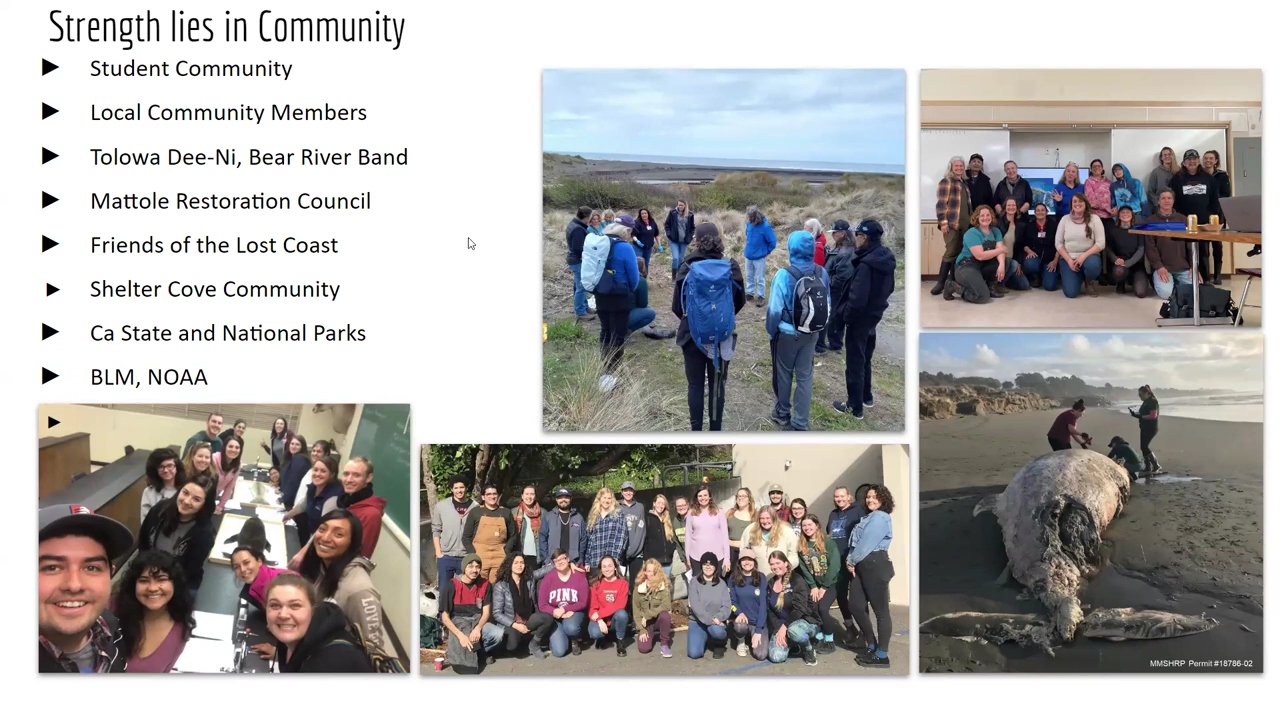 Strength lies in Community
Student Community
Local Community Members
Tolowa Dee-Ni, Bear River Band
Mattole Restoration Council
Friends of the Lost Coast
Shelter Cove Community
Ca State and National Parks
BLM, NOAA
PINK
MMSHRP Permit #18786-02